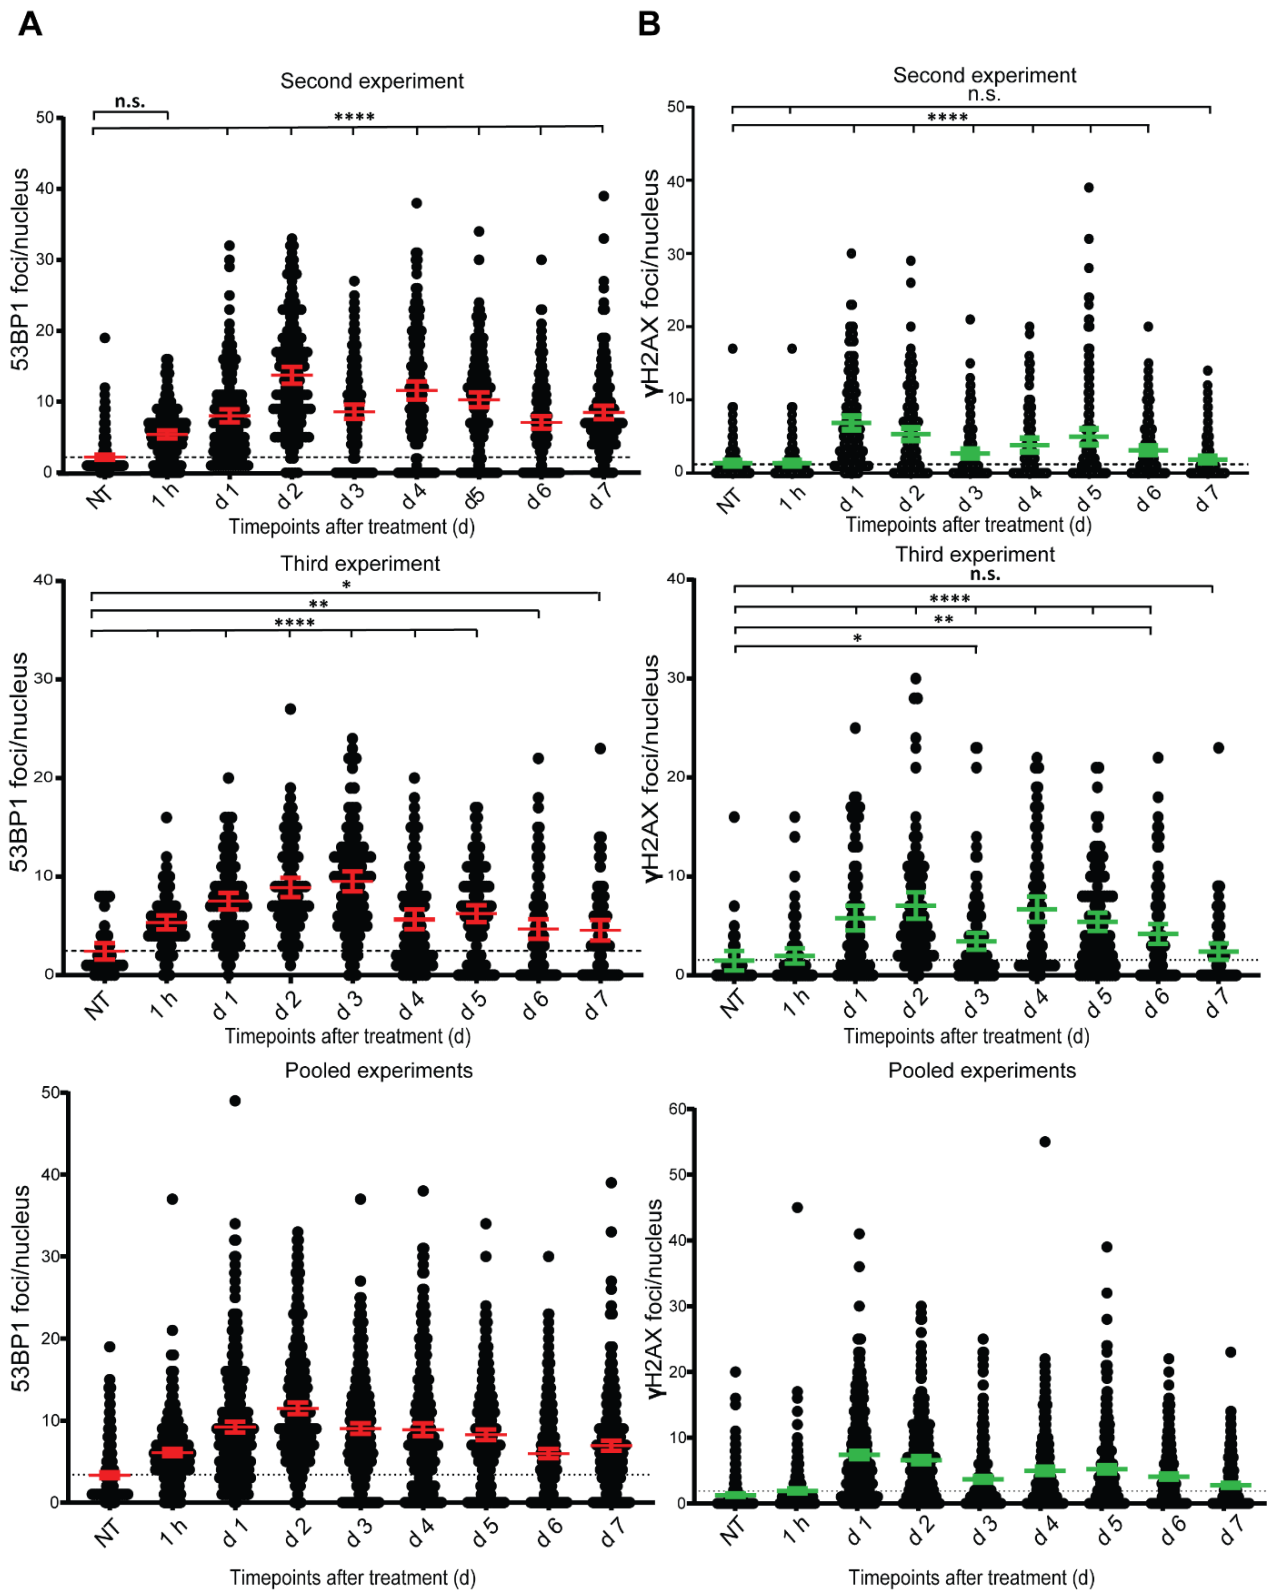 A
B
Second experiment
n.s.
****
53BP1 foci/nucleus
50
40
30
20
10
0
NT
1 h
d 1
d 2
d 3
d 4
d5
d 6
d 7
Timepoints after treatment (d)
Second experiment
n.s.
****
γH2AX foci/nucleus
50
40
30
20
10
0
NT
1 h
d 1
d 2
d 3
d 4
d 5
d 6
d 7
Timepoints after treatment (d)
Third experiment
*
**
****
53BP1 foci/nucleus
40
30
20
10
0
NT
1 h
d 1
d 2
d 3
d 4
d 5
d 6
d 7
Timepoints after treatment (d)
Third experiment
n.s.
****
**
*
γH2AX foci/nucleus
40
30
20
10
0
NT
1 h
d 1
d 2
d 3
d 4
d 5
d 6
d 7
Timepoints after treatment (d)
Pooled experiments
53BP1 foci/nucleus
50
40
30
20
10
0
NT
1 h
d 1
d 2
d 3
d 4
d 5
d 6
d 7
Timepoints after treatment (d)
Pooled experiments
γH2AX foci/nucleus
60
50
40
30
20
10
0
NT
1 h
d 1
d 2
d 3
d 4
d 5
d 6
d 7
Timepoints after treatment (d)